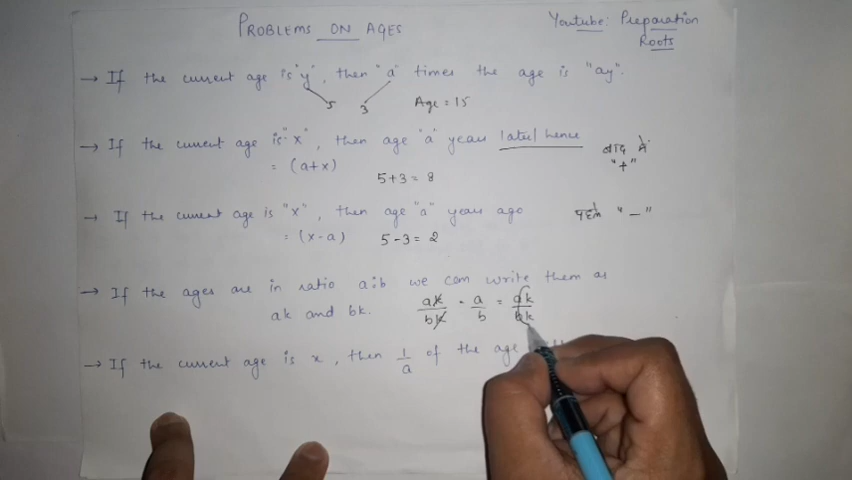 PROBLEMS ON AGES
Youtube: Preparation
Roots
→ If the current age is "y", then "a" times the age is "ay".
5 3 Age = 15
→ If the current age is "x", then age "a" years later/hence
= (a+x) 5+3 = 8
बाद में
"+"
→ If the current age is "x", then age "a" years ago
= (x-a) 5-3 = 2
पहले "-"
→ If the ages are in ratio a:b we can write them as
ak and bk. ak/bk = a/b = ak/bk
→ If the current age is x, then 1/a of the age